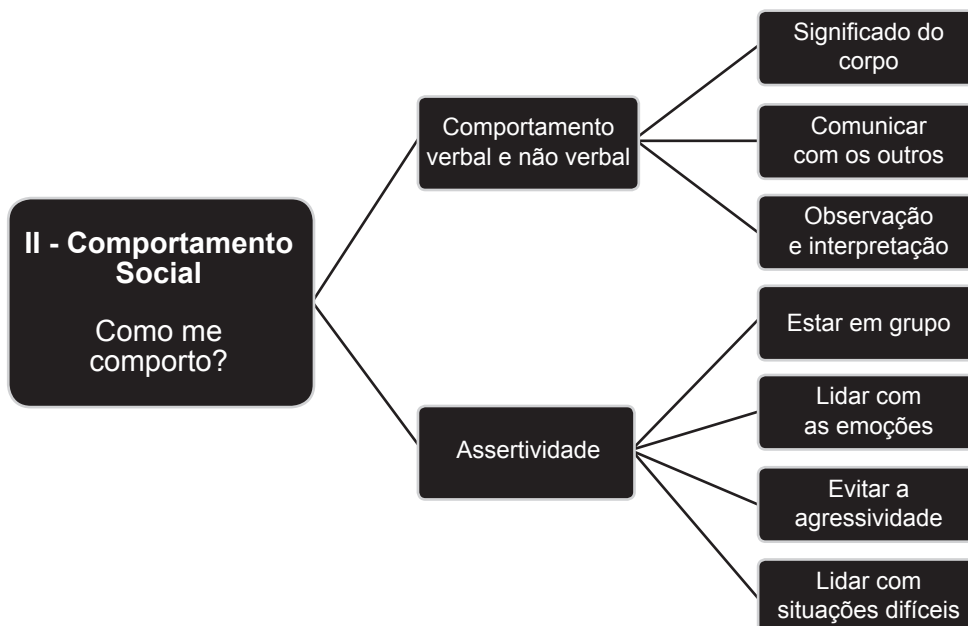 II - Comportamento
Social
Como me
comporto?
Comportamento
verbal e não verbal
Significado do
corpo
Comunicar
com os outros
Observação
e interpretação
Assertividade
Estar em grupo
Lidar com
as emoções
Evitar a
agressividade
Lidar com
situações difíceis